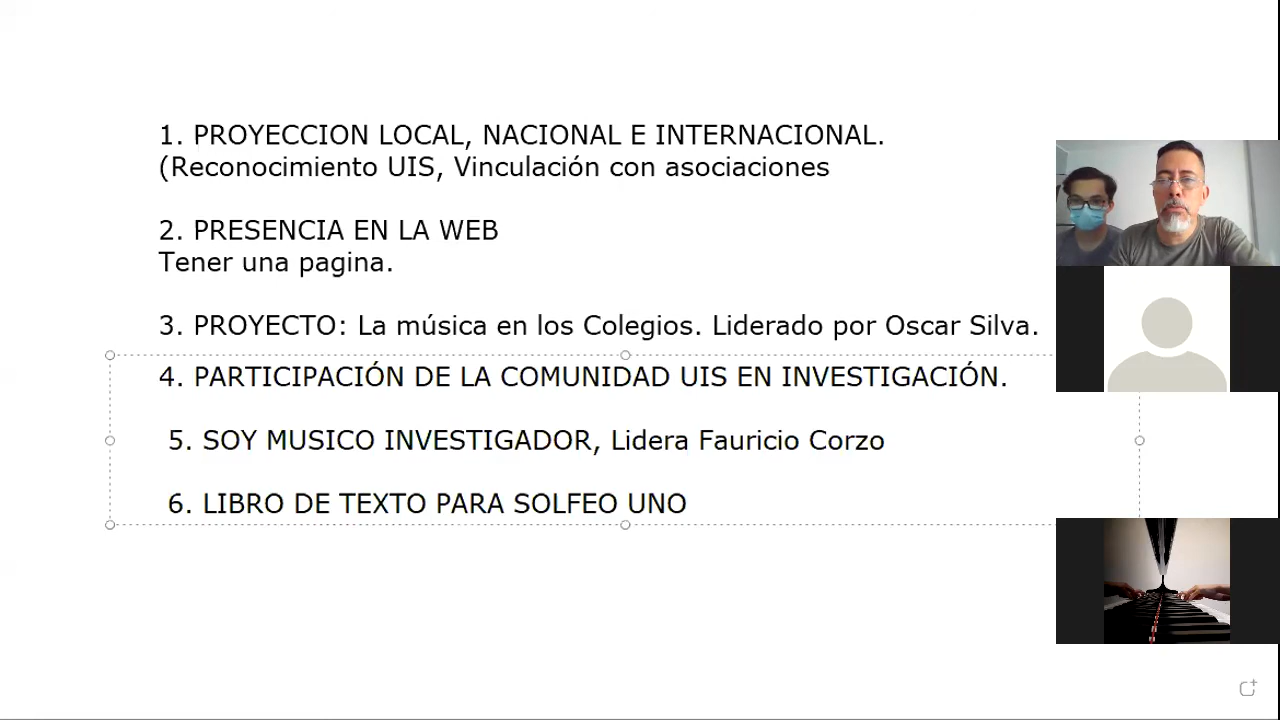 1. PROYECCION LOCAL, NACIONAL E INTERNACIONAL.
(Reconocimiento UIS, Vinculación con asociaciones
2. PRESENCIA EN LA WEB
Tener una pagina.
3. PROYECTO: La música en los Colegios. Liderado por Oscar Silva.
4. PARTICIPACIÓN DE LA COMUNIDAD UIS EN INVESTIGACIÓN.
5. SOY MUSICO INVESTIGADOR, Lidera Fauricio Corzo
6. LIBRO DE TEXTO PARA SOLFEO UNO